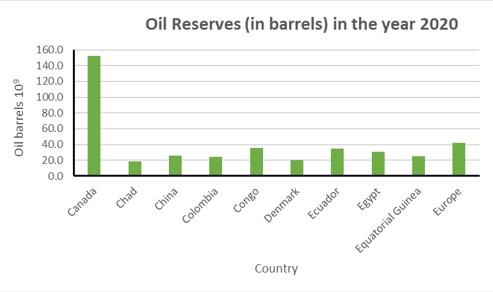 Oil Reserves (in barrels) in the year 2020
Oil barrels 10⁹
160.0
140.0
120.0
100.0
80.0
60.0
40.0
20.0
0.0
Canada
Chad
China
Colombia
Congo
Denmark
Ecuador
Egypt
Equatorial Guinea
Europe
Country